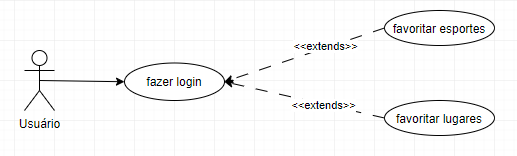 favoritar esportes
<<extends>>
fazer login
<<extends>>
favoritar lugares
Usuário